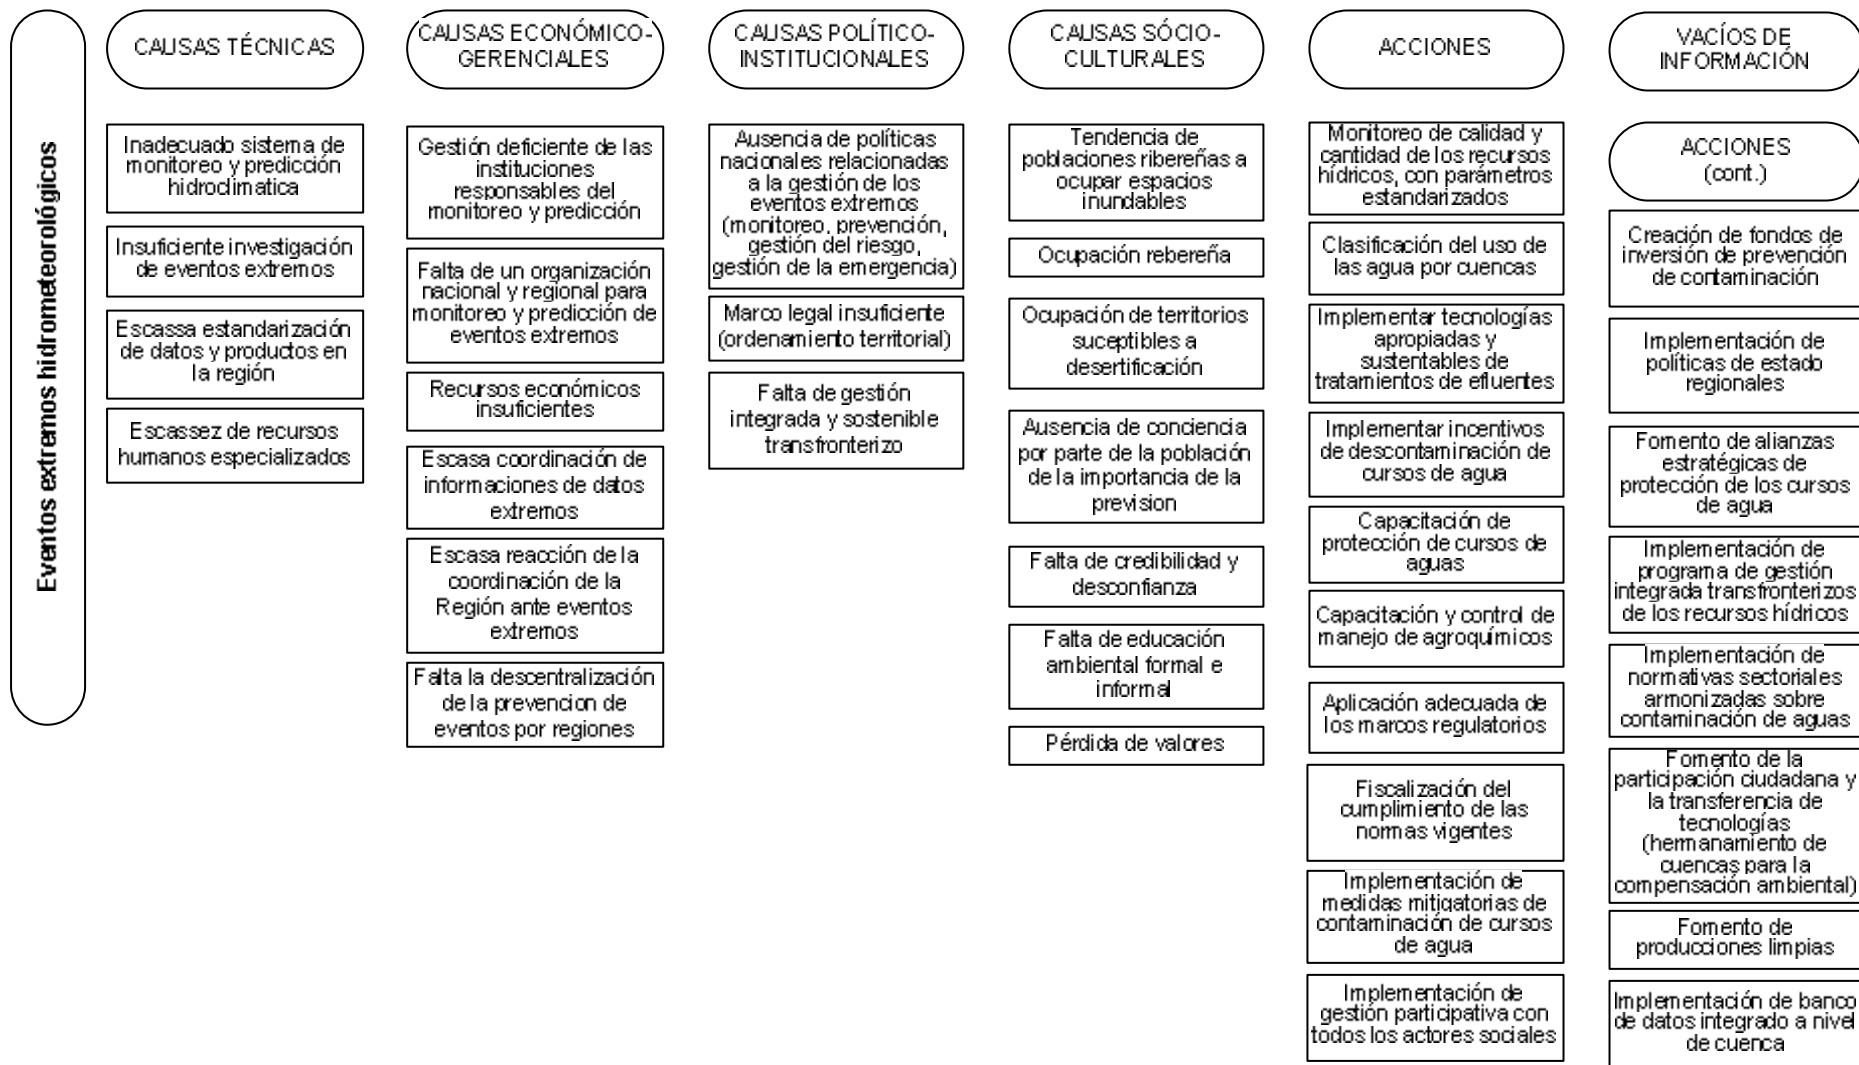 Eventos extremos hidrometeorológicos
CAUSAS TÉCNICAS
Inadecuado sistema de
monitoreo y predicción
hidroclimatica
Insuficiente investigación
de eventos extremos
Escassa estandarización
de datos y productos en
la región
Escassez de recursos
humanos especializados
CAUSAS ECONÓMICO-
GERENCIALES
Gestión deficiente de las
instituciones
responsables del
monitoreo y predicción
Falta de un organización
nacional y regional para
monitoreo y predicción de
eventos extremos
Recursos económicos
insuficientes
Escasa coordinación de
informaciones de datos
extremos
Escasa reacción de la
coordinación de la
Región ante eventos
extremos
Falta la descentralización
de la prevencion de
eventos por regiones
CAUSAS POLÍTICO-
INSTITUCIONALES
Ausencia de políticas
nacionales relacionadas
a la gestión de los
eventos extremos
(monitoreo, prevención,
gestión del riesgo,
gestión de la emergencia)
Marco legal insuficiente
(ordenamiento territorial)
Falta de gestión
integrada y sostenible
transfronterizo
CAUSAS SÓCIO-
CULTURALES
Tendencia de
poblaciones ribereñas a
ocupar espacios
inundables
Ocupación rebereña
Ocupación de territorios
suceptibles a
desertificación
Ausencia de conciencia
por parte de la población
de la importancia de la
prevision
Falta de credibilidad y
desconfianza
Falta de educación
ambiental formal e
informal
Pérdida de valores
ACCIONES
Monitoreo de calidad y
cantidad de los recursos
hídricos, con parámetros
estandarizados
Clasificación del uso de
las agua por cuencas
Implementar tecnologías
apropiadas y
sustentables de
tratamientos de efluentes
Implementar incentivos
de descontaminación de
cursos de agua
Capacitación de
protección de cursos de
aguas
Capacitación y control de
manejo de agroquímicos
Aplicación adecuada de
los marcos regulatorios
Fiscalización del
cumplimiento de las
normas vigentes
Implementación de
medidas mitigatorias de
contaminación de cursos
de agua
Implementación de
gestión participativa con
todos los actores sociales
VACÍOS DE
INFORMACIÓN
ACCIONES
(cont.)
Creación de fondos de
inversión de prevención
de contaminación
Implementación de
políticas de estado
regionales
Fomento de alianzas
estratégicas de
protección de los cursos
de agua
Implementación de
programa de gestión
integrada transfronterizos
de los recursos hídricos
Implementación de
normativas sectoriales
armonizadas sobre
contaminación de aguas
Fomento de la
participación ciudadana y
la transferencia de
tecnologías
(hermanamiento de
cuencas para la
compensación ambiental)
Fomento de
producciones limpias
Implementación de banco
de datos integrado a nivel
de cuenca